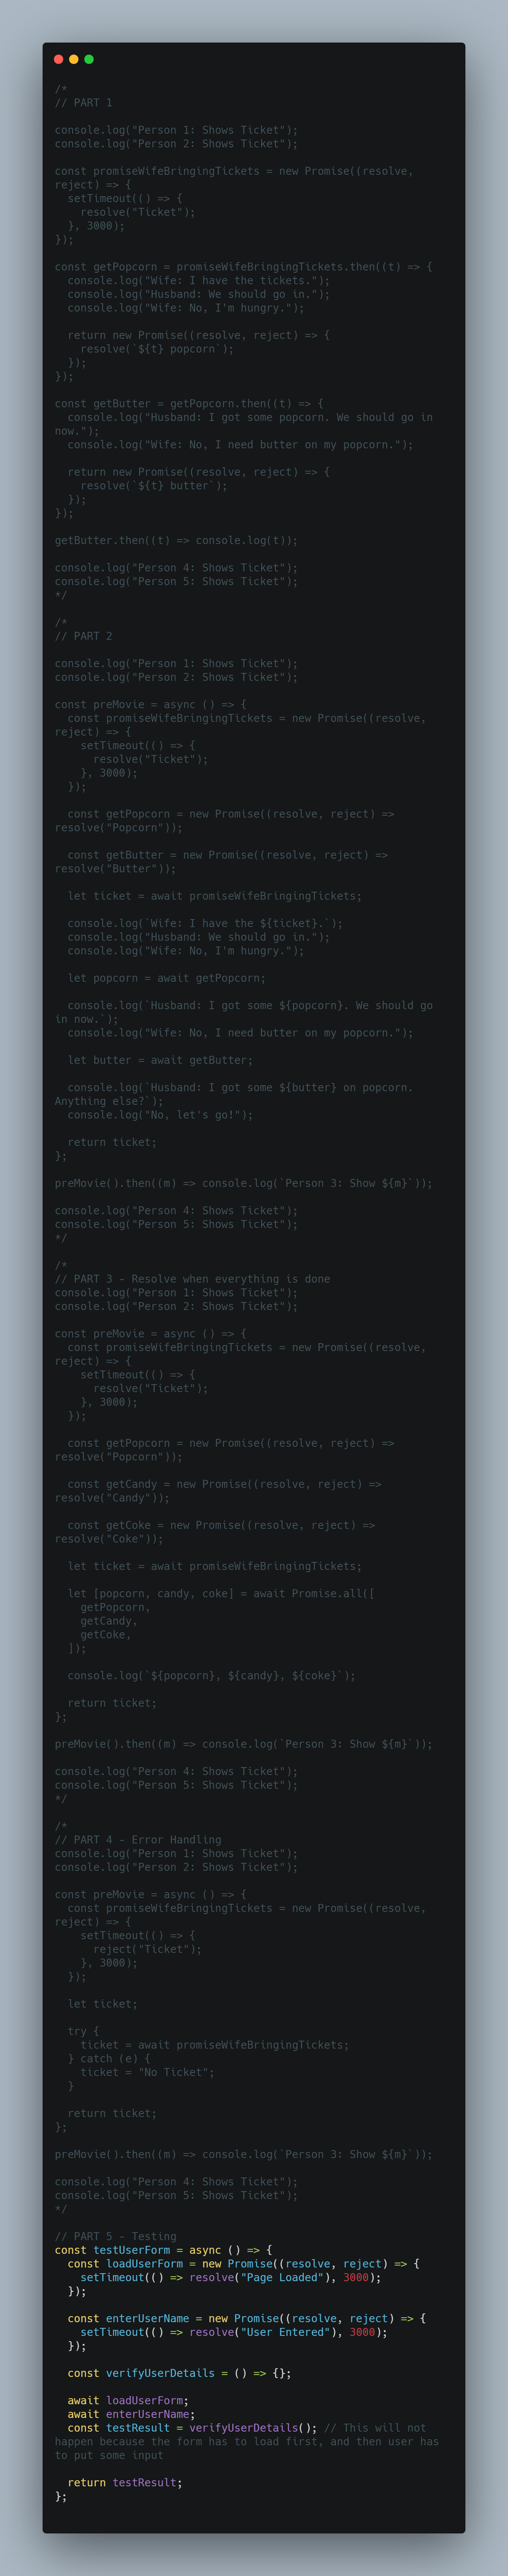 /*
// PART 1
console.log("Person 1: Shows Ticket");
console.log("Person 2: Shows Ticket");
const promiseWifeBringingTickets = new Promise((resolve,
reject) => {
  setTimeout(() => {
    resolve("Ticket");
  }, 3000);
});
const getPopcorn = promiseWifeBringingTickets.then((t) => {
  console.log("Wife: I have the tickets.");
  console.log("Husband: We should go in.");
  console.log("Wife: No, I'm hungry.");
  return new Promise((resolve, reject) => {
    resolve(`${t} popcorn`);
  });
});
const getButter = getPopcorn.then((t) => {
  console.log("Husband: I got some popcorn. We should go in
now.");
  console.log("Wife: No, I need butter on my popcorn.");
  return new Promise((resolve, reject) => {
    resolve(`${t} butter`);
  });
});
getButter.then((t) => console.log(t));
console.log("Person 4: Shows Ticket");
console.log("Person 5: Shows Ticket");
*/
/*
// PART 2
console.log("Person 1: Shows Ticket");
console.log("Person 2: Shows Ticket");
const preMovie = async () => {
  const promiseWifeBringingTickets = new Promise((resolve,
reject) => {
    setTimeout(() => {
      resolve("Ticket");
    }, 3000);
  });
  const getPopcorn = new Promise((resolve, reject) =>
resolve("Popcorn"));
  const getButter = new Promise((resolve, reject) =>
resolve("Butter"));
  let ticket = await promiseWifeBringingTickets;
  console.log(`Wife: I have the ${ticket}.`);
  console.log("Husband: We should go in.");
  console.log("Wife: No, I'm hungry.");
  let popcorn = await getPopcorn;
  console.log(`Husband: I got some ${popcorn}. We should go
in now.`);
  console.log("Wife: No, I need butter on my popcorn.");
  let butter = await getButter;
  console.log(`Husband: I got some ${butter} on popcorn.
Anything else?`);
  console.log("No, let's go!");
  return ticket;
};
preMovie().then((m) => console.log(`Person 3: Show ${m}`));
console.log("Person 4: Shows Ticket");
console.log("Person 5: Shows Ticket");
*/
/*
// PART 3 - Resolve when everything is done
console.log("Person 1: Shows Ticket");
console.log("Person 2: Shows Ticket");
const preMovie = async () => {
  const promiseWifeBringingTickets = new Promise((resolve,
reject) => {
    setTimeout(() => {
      resolve("Ticket");
    }, 3000);
  });
  const getPopcorn = new Promise((resolve, reject) =>
resolve("Popcorn"));
  const getCandy = new Promise((resolve, reject) =>
resolve("Candy"));
  const getCoke = new Promise((resolve, reject) =>
resolve("Coke"));
  let ticket = await promiseWifeBringingTickets;
  let [popcorn, candy, coke] = await Promise.all([
    getPopcorn,
    getCandy,
    getCoke,
  ]);
  console.log(`${popcorn}, ${candy}, ${coke}`);
  return ticket;
};
preMovie().then((m) => console.log(`Person 3: Show ${m}`));
console.log("Person 4: Shows Ticket");
console.log("Person 5: Shows Ticket");
*/
/*
// PART 4 - Error Handling
console.log("Person 1: Shows Ticket");
console.log("Person 2: Shows Ticket");
const preMovie = async () => {
  const promiseWifeBringingTickets = new Promise((resolve,
reject) => {
    setTimeout(() => {
      reject("Ticket");
    }, 3000);
  });
  let ticket;
  try {
    ticket = await promiseWifeBringingTickets;
  } catch (e) {
    ticket = "No Ticket";
  }
  return ticket;
};
preMovie().then((m) => console.log(`Person 3: Show ${m}`));
console.log("Person 4: Shows Ticket");
console.log("Person 5: Shows Ticket");
*/
// PART 5 - Testing
const testUserForm = async () => {
  const loadUserForm = new Promise((resolve, reject) => {
    setTimeout(() => resolve("Page Loaded"), 3000);
  });
  const enterUserName = new Promise((resolve, reject) => {
    setTimeout(() => resolve("User Entered"), 3000);
  });
  const verifyUserDetails = () => {};
  await loadUserForm;
  await enterUserName;
  const testResult = verifyUserDetails(); // This will not
happen because the form has to load first, and then user has
to put some input
  return testResult;
};